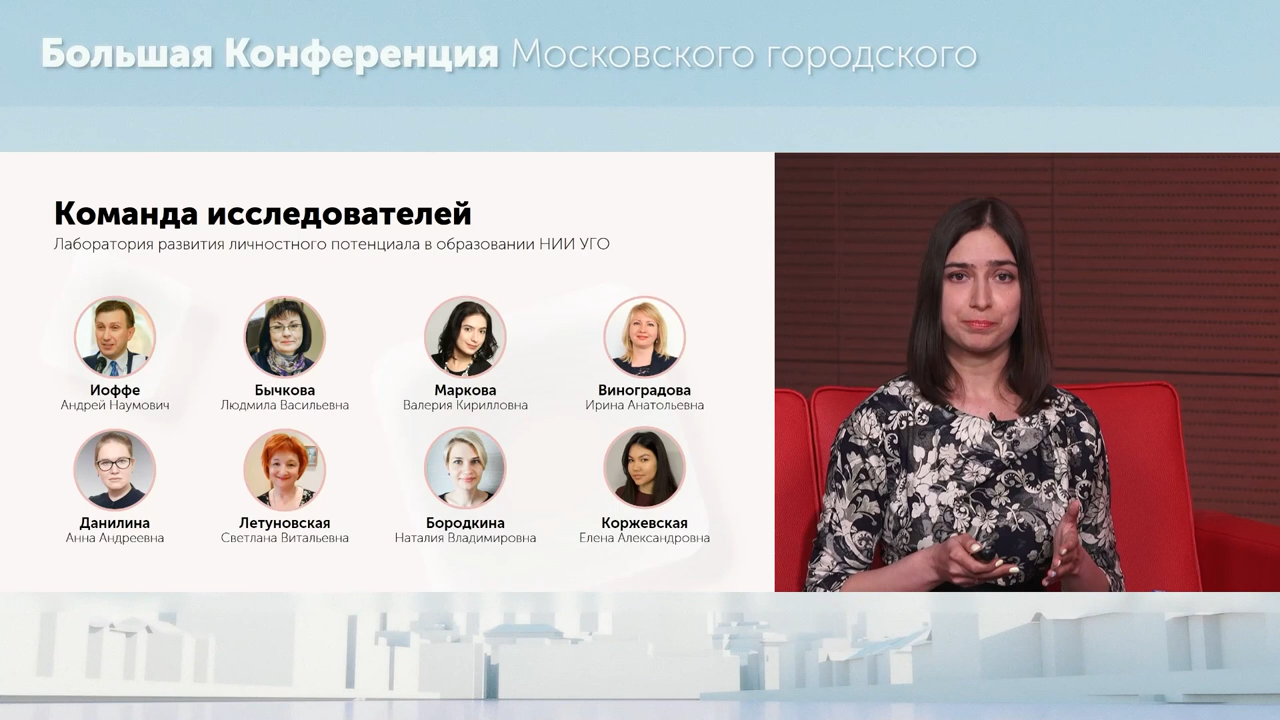 Большая Конференция Московского городского
Команда исследователей
Лаборатория развития личностного потенциала в образовании НИИ УГО
Иоффе
Андрей Наумович
Бычкова
Людмила Васильевна
Маркова
Валерия Кирилловна
Виноградова
Ирина Анатольевна
Данилина
Анна Андреевна
Летуновская
Светлана Витальевна
Бородкина
Наталия Владимировна
Коржевская
Елена Александровна